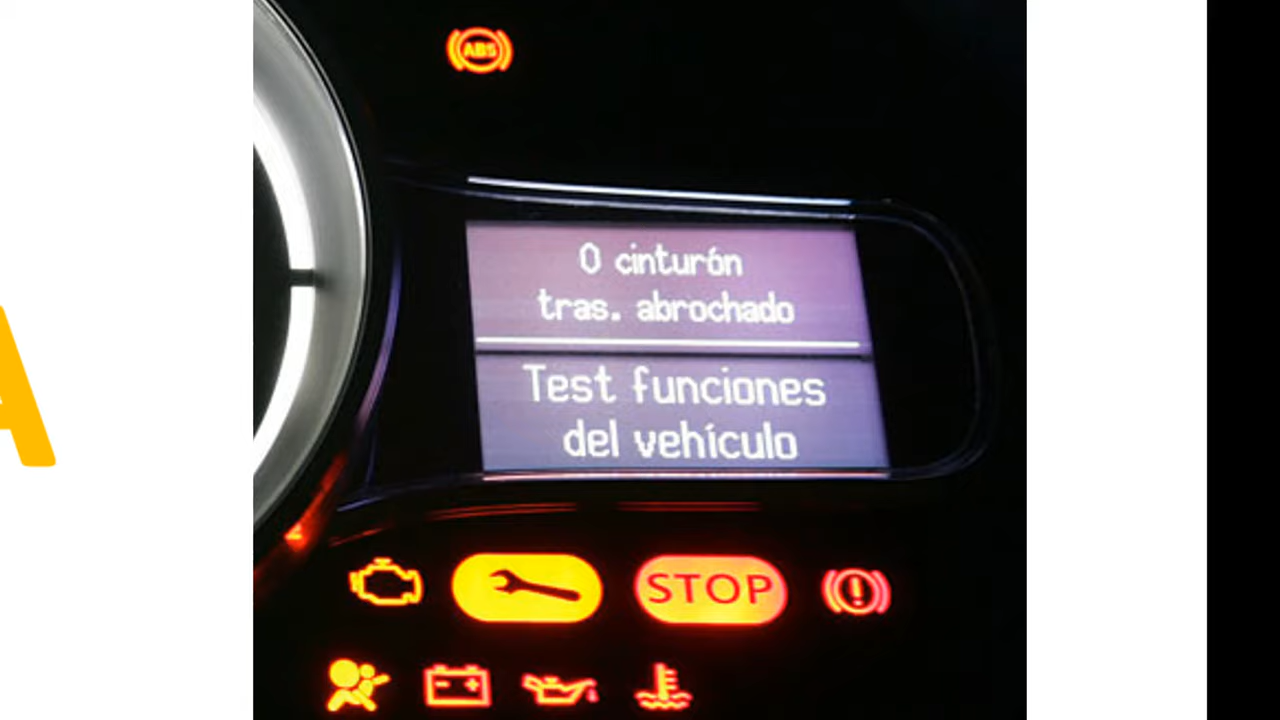 ABS
0 cinturón
tras. abrochado
Test funciones
del vehículo
STOP
A